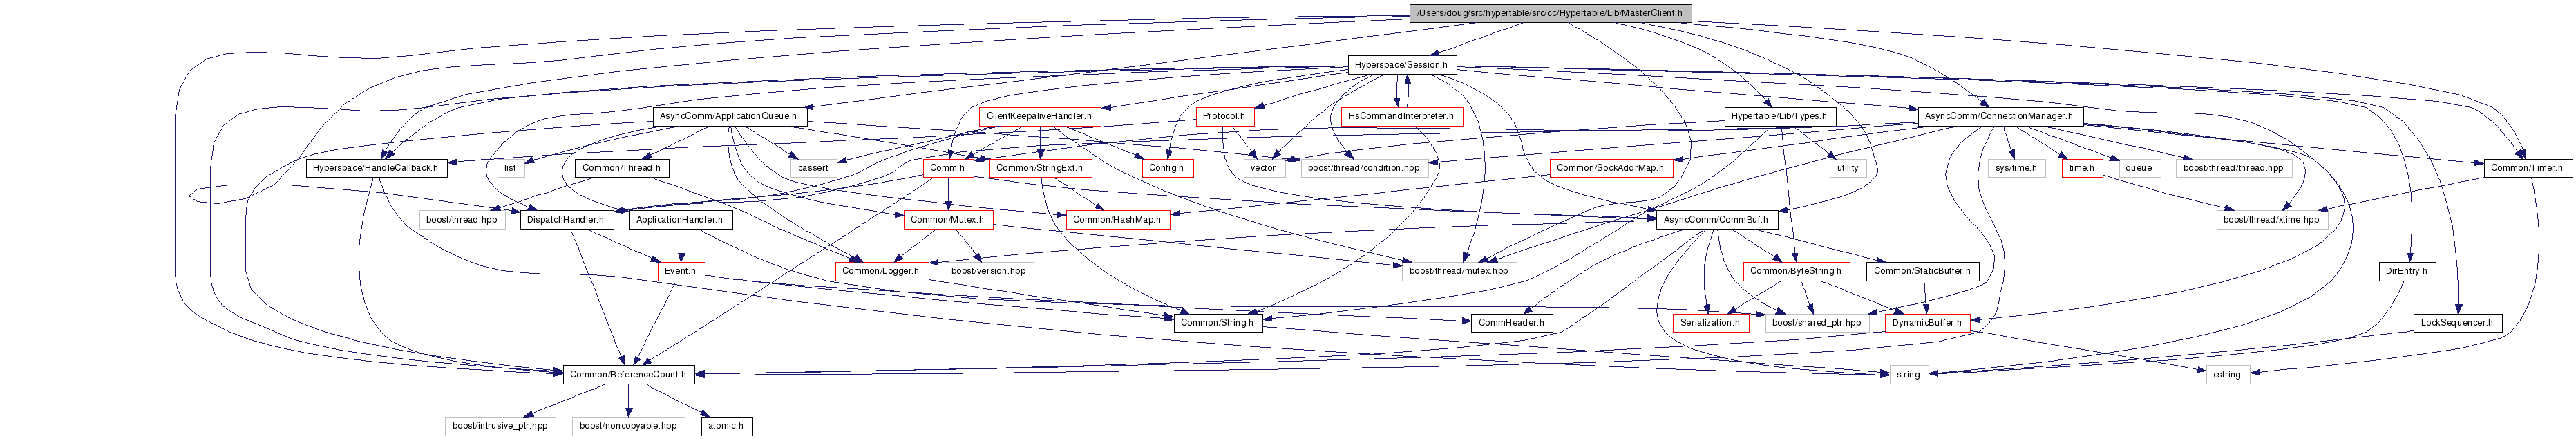 /Users/doug/src/hypertable/src/cc/Hypertable/Lib/MasterClient.h
Hyperspace/Session.h
AsyncComm/ApplicationQueue.h
ClientKeepaliveHandler.h
Protocol.h
HsCommandInterpreter.h
Hypertable/Lib/Types.h
AsyncComm/ConnectionManager.h
Hyperspace/HandleCallback.h
list
Common/Thread.h
cassert
Comm.h
Common/StringExt.h
Config.h
vector
boost/thread/condition.hpp
Common/SockAddrMap.h
utility
sys/time.h
time.h
queue
boost/thread/thread.hpp
Common/Timer.h
boost/thread.hpp
DispatchHandler.h
ApplicationHandler.h
Common/Mutex.h
Common/HashMap.h
AsyncComm/CommBuf.h
boost/thread/xtime.hpp
Event.h
Common/Logger.h
boost/version.hpp
boost/thread/mutex.hpp
Common/ByteString.h
Common/StaticBuffer.h
DirEntry.h
Common/String.h
CommHeader.h
Serialization.h
boost/shared_ptr.hpp
DynamicBuffer.h
LockSequencer.h
Common/ReferenceCount.h
string
cstring
boost/intrusive_ptr.hpp
boost/noncopyable.hpp
atomic.h